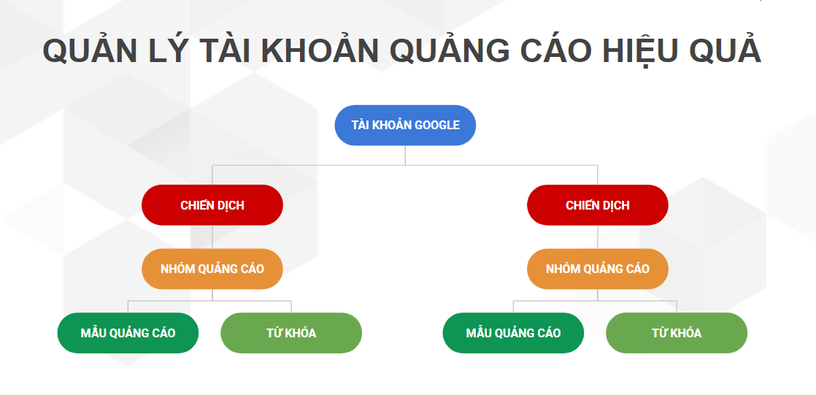 QUẢN LÝ TÀI KHOẢN QUẢNG CÁO HIỆU QUẢ
TÀI KHOẢN GOOGLE
CHIẾN DỊCH
CHIẾN DỊCH
NHÓM QUẢNG CÁO
NHÓM QUẢNG CÁO
MẪU QUẢNG CÁO
TỪ KHÓA
MẪU QUẢNG CÁO
TỪ KHÓA